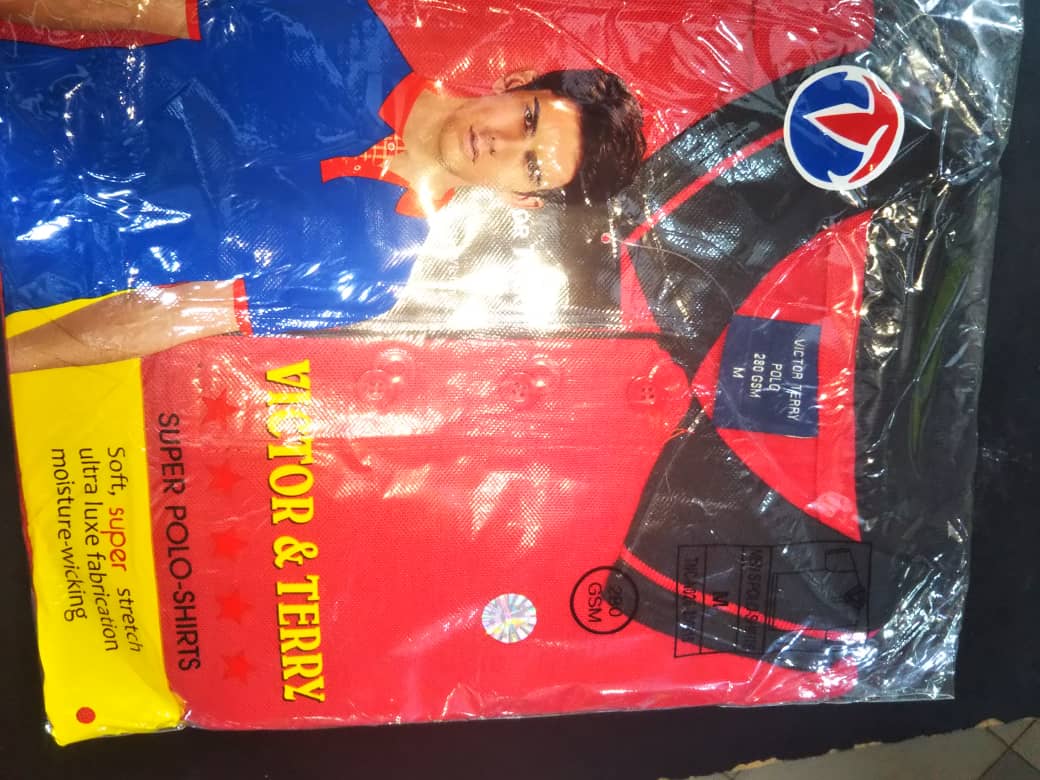 VICTOR TERRY
POLO
280 GSM
M
M
GSM
VICTOR & TERRY
SUPER POLO-SHIRTS
Soft, super stretch
ultra luxe fabrication
moisture-wicking